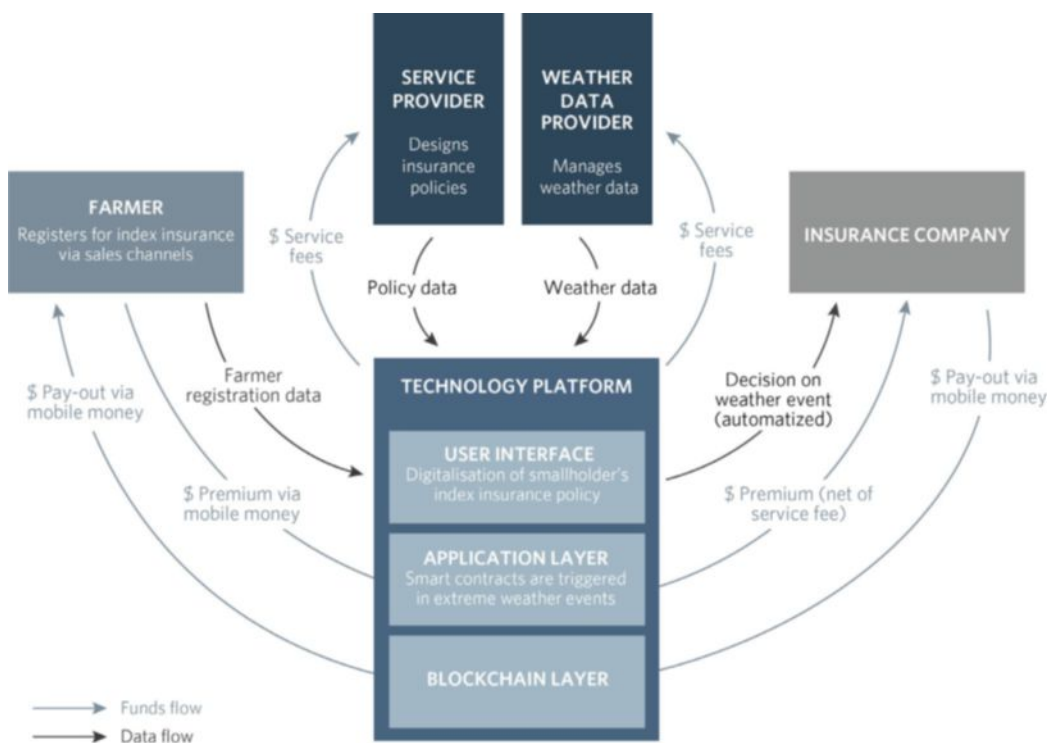 SERVICE
PROVIDER
Designs
insurance
policies
WEATHER
DATA
PROVIDER
Manages
weather data
FARMER
Registers for index insurance
via sales channels
INSURANCE COMPANY
$ Service
fees
$ Service
fees
Policy data
Weather data
$ Pay-out via
mobile money
Farmer
registration data
$ Premium via
mobile money
TECHNOLOGY PLATFORM
USER INTERFACE
Digitalisation of smallholder's
index insurance policy
APPLICATION LAYER
Smart contracts are triggered
in extreme weather events
BLOCKCHAIN LAYER
Decision on
weather event
(automatized)
$ Premium (net of
service fee)
$ Pay-out via
mobile money
Funds flow
Data flow